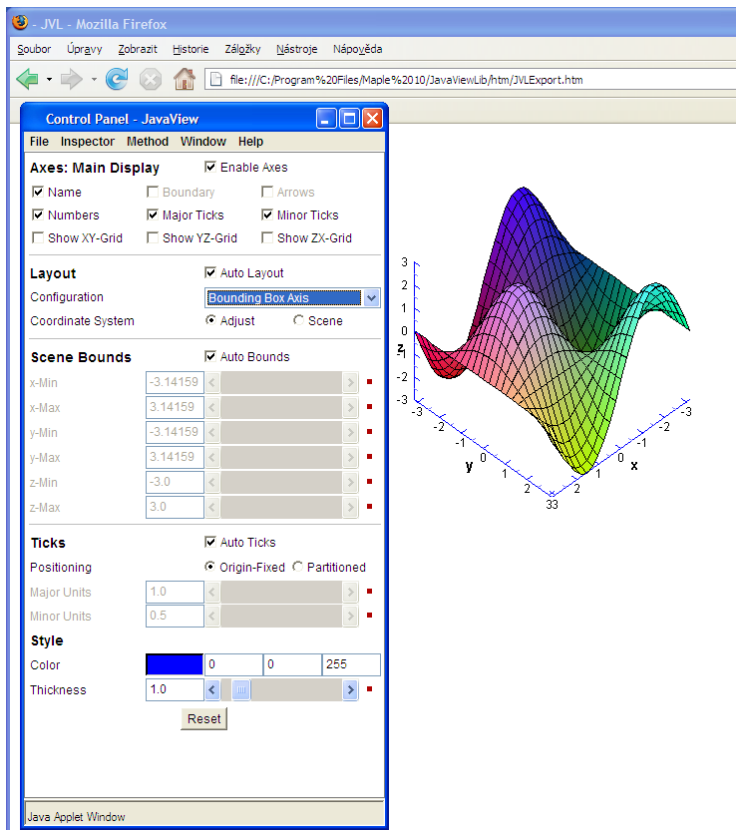 - JVL - Mozilla Firefox
Soubor Úpravy Zobrazit Historie Záložky Nástroje Nápověda
file:///C:/Program%20Files/Maple%2010/JavaViewLib/htm/JVLExport.htm
Control Panel - JavaView
File Inspector Method Window Help
Axes: Main Display Enable Axes
Name Boundary Arrows
Numbers Major Ticks Minor Ticks
Show XY-Grid Show YZ-Grid Show ZX-Grid
Layout Auto Layout
Configuration Bounding Box Axis
Coordinate System Adjust Scene
Scene Bounds Auto Bounds
x-Min -3.14159
x-Max 3.14159
y-Min -3.14159
y-Max 3.14159
z-Min -3.0
z-Max 3.0
Ticks Auto Ticks
Positioning Origin-Fixed Partitioned
Major Units 1.0
Minor Units 0.5
Style
Color 0 0 255
Thickness 1.0
Reset
Java Applet Window
3
2
1
0
z -1
-2
-3
-3 -2 -1 0 1 2 3
y
3 2 1 0 -2 -3
x